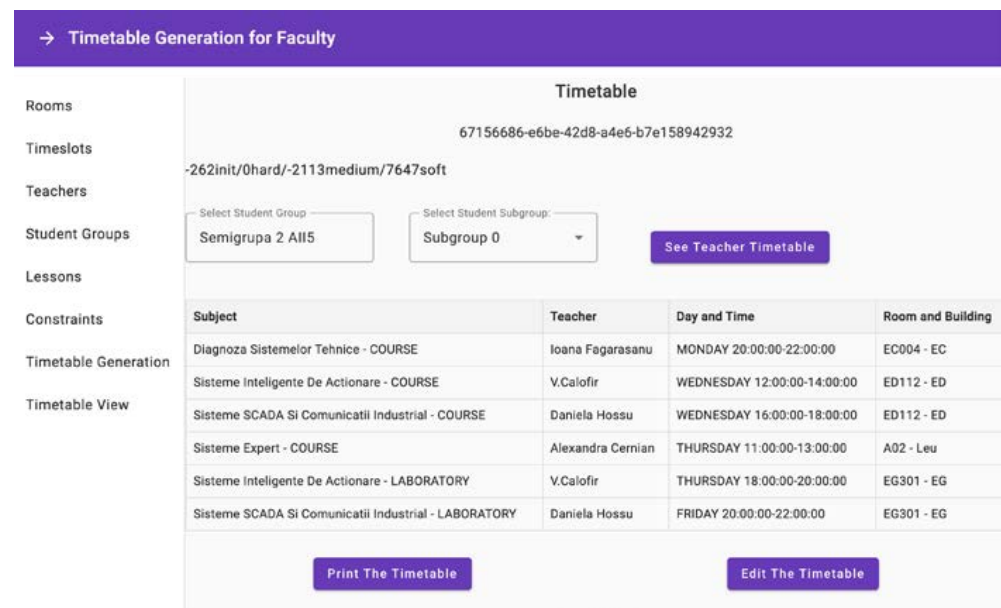 → Timetable Generation for Faculty
Rooms
Timeslots
Teachers
Student Groups
Lessons
Constraints
Timetable Generation
Timetable View
Timetable
67156686-e6be-42d8-a4e6-b7e158942932
-262init/0hard/-2113medium/7647soft
Select Student Group
Semigrupa 2 AII5
Select Student Subgroup:
Subgroup 0
See Teacher Timetable
Subject Teacher Day and Time Room and Building
Diagnoza Sistemelor Tehnice - COURSE Ioana Fagarasanu MONDAY 20:00:00-22:00:00 EC004 - EC
Sisteme Inteligente De Actionare - COURSE V.Calofir WEDNESDAY 12:00:00-14:00:00 ED112 - ED
Sisteme SCADA Si Comunicatii Industrial - COURSE Daniela Hossu WEDNESDAY 16:00:00-18:00:00 ED112 - ED
Sisteme Expert - COURSE Alexandra Cernian THURSDAY 11:00:00-13:00:00 A02 - Leu
Sisteme Inteligente De Actionare - LABORATORY V.Calofir THURSDAY 18:00:00-20:00:00 EG301 - EG
Sisteme SCADA Si Comunicatii Industrial - LABORATORY Daniela Hossu FRIDAY 20:00:00-22:00:00 EG301 - EG
Print The Timetable
Edit The Timetable